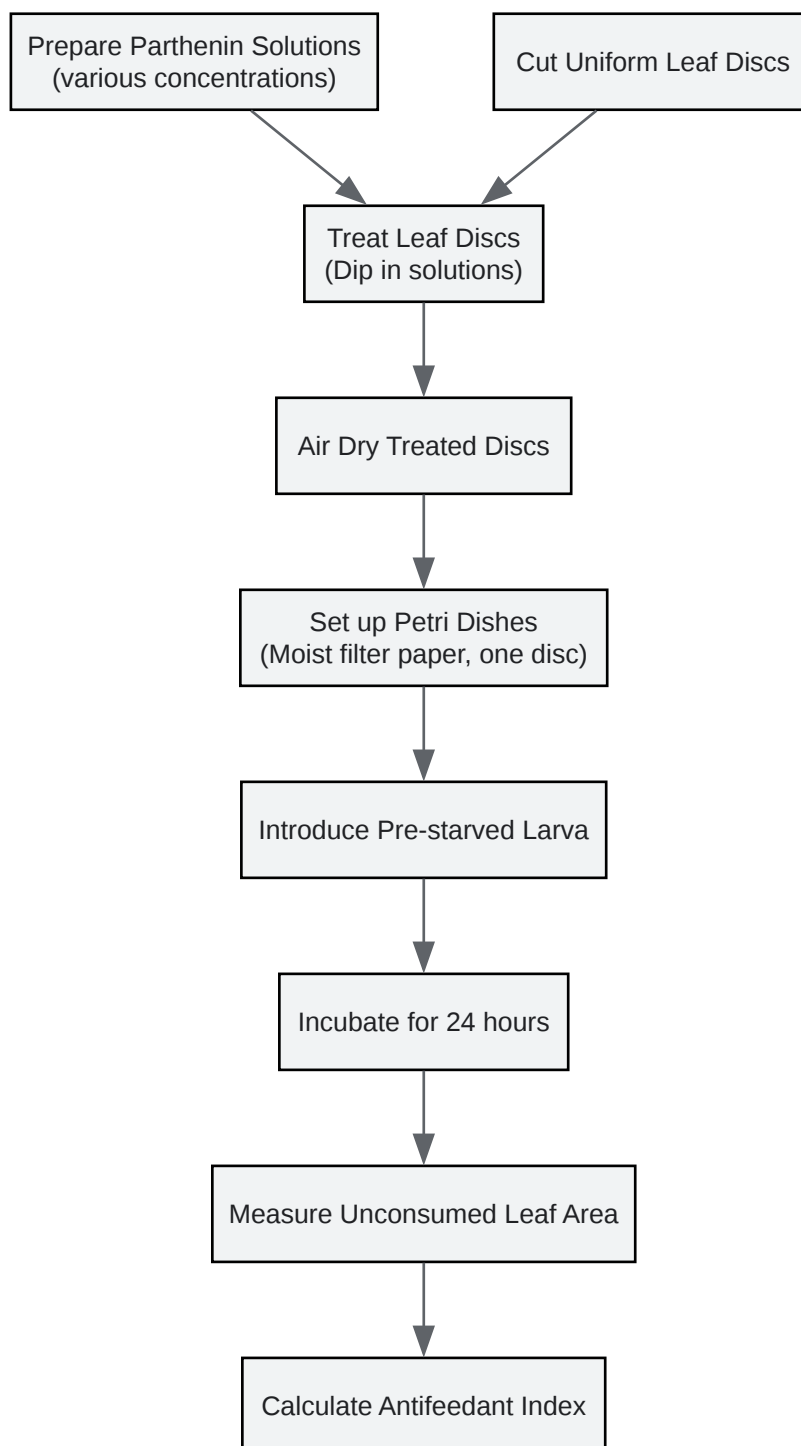 Prepare Parthenin Solutions
(various concentrations)
Cut Uniform Leaf Discs
Treat Leaf Discs
(Dip in solutions)
Air Dry Treated Discs
Set up Petri Dishes
(Moist filter paper, one disc)
Introduce Pre-starved Larva
Incubate for 24 hours
Measure Unconsumed Leaf Area
Calculate Antifeedant Index